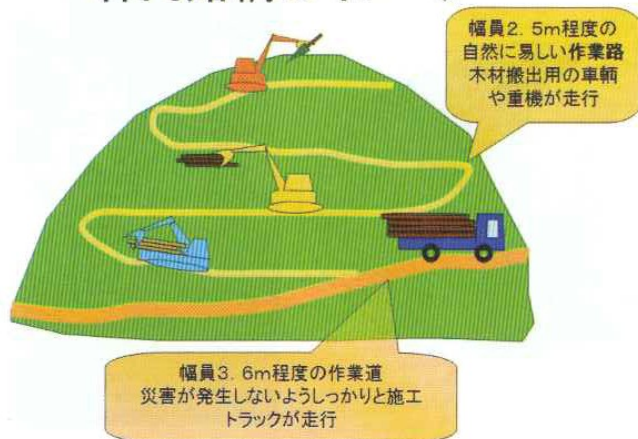 幅員2. 5m程度の
自然に易しい作業路
木材搬出用の車輌
や重機が走行
幅員3. 6m程度の作業道
災害が発生しないようしっかりと施工
トラックが走行